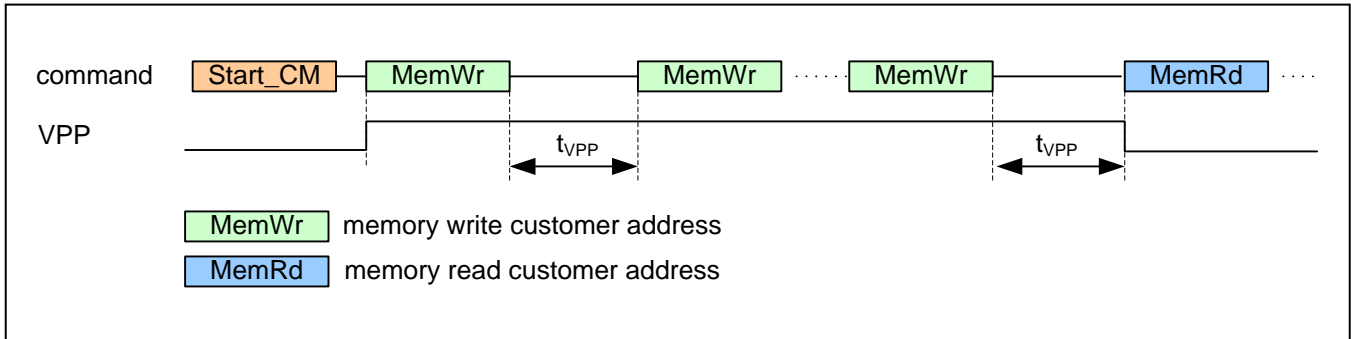 command Start_CM MemWr MemWr ...... MemWr MemRd ....
VPP
tVPP tVPP
MemWr memory write customer address
MemRd memory read customer address